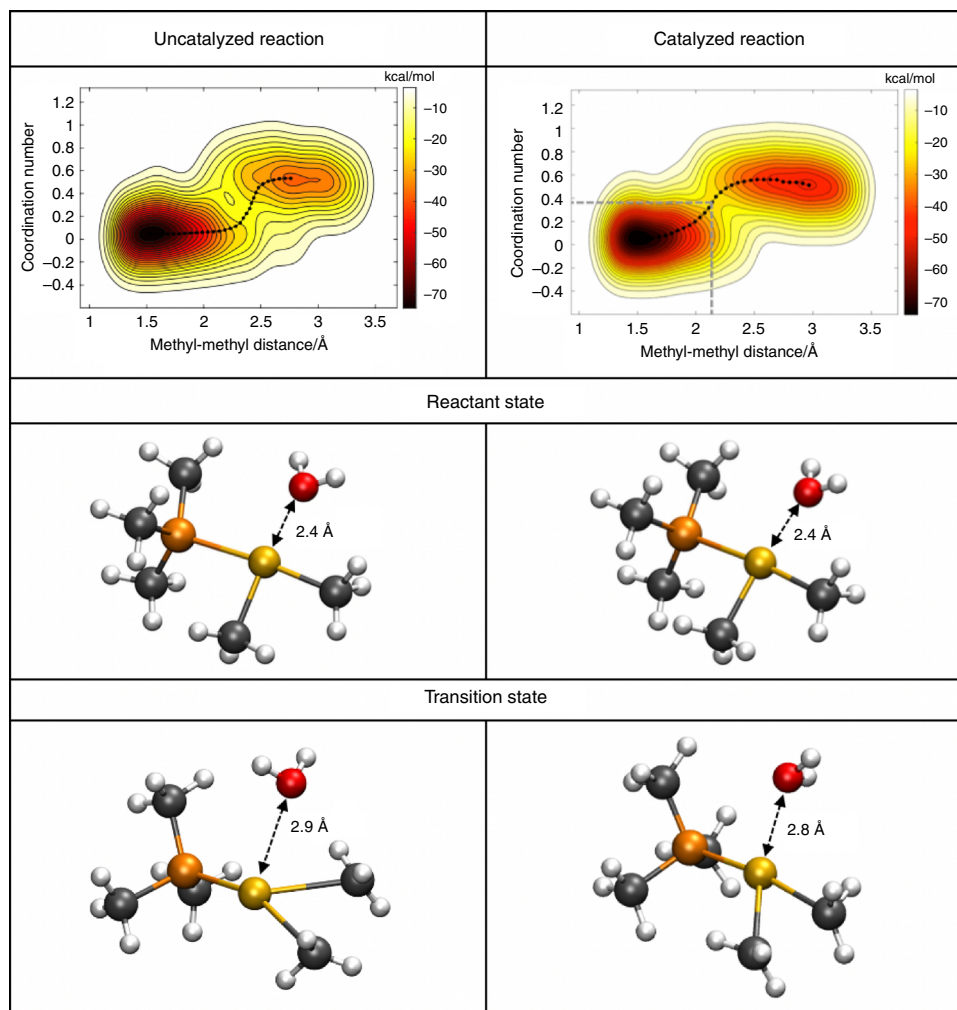 Uncatalyzed reaction
Catalyzed reaction
kcal/mol
1.2
1
0.8
0.6
0.4
0.2
0
–0.2
–0.4
Coordination number
–10
–20
–30
–40
–50
–60
–70
1 1.5 2 2.5 3 3.5
Methyl-methyl distance/Å
kcal/mol
1.2
1
0.8
0.6
0.4
0.2
0
–0.2
–0.4
Coordination number
–10
–20
–30
–40
–50
–60
–70
1 1.5 2 2.5 3 3.5
Methyl-methyl distance/Å
Reactant state
2.4 Å
2.4 Å
Transition state
2.9 Å
2.8 Å